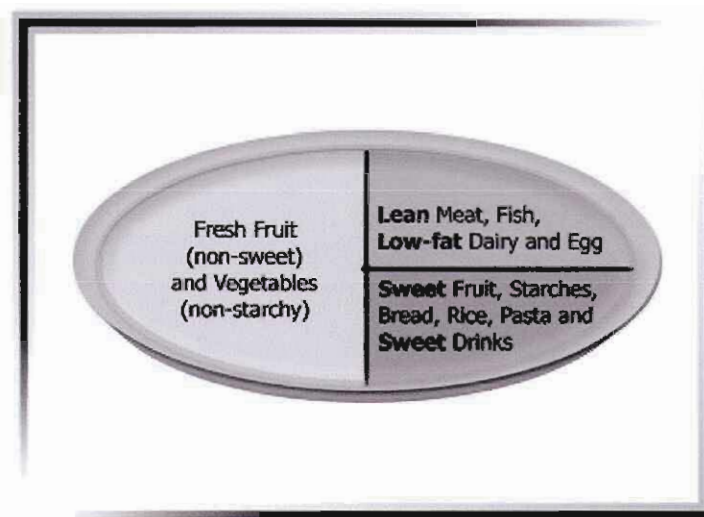 Fresh Fruit
(non-sweet)
and Vegetables
(non-starchy)
Lean Meat, Fish,
Low-fat Dairy and Egg
Sweet Fruit, Starches,
Bread, Rice, Pasta and
Sweet Drinks